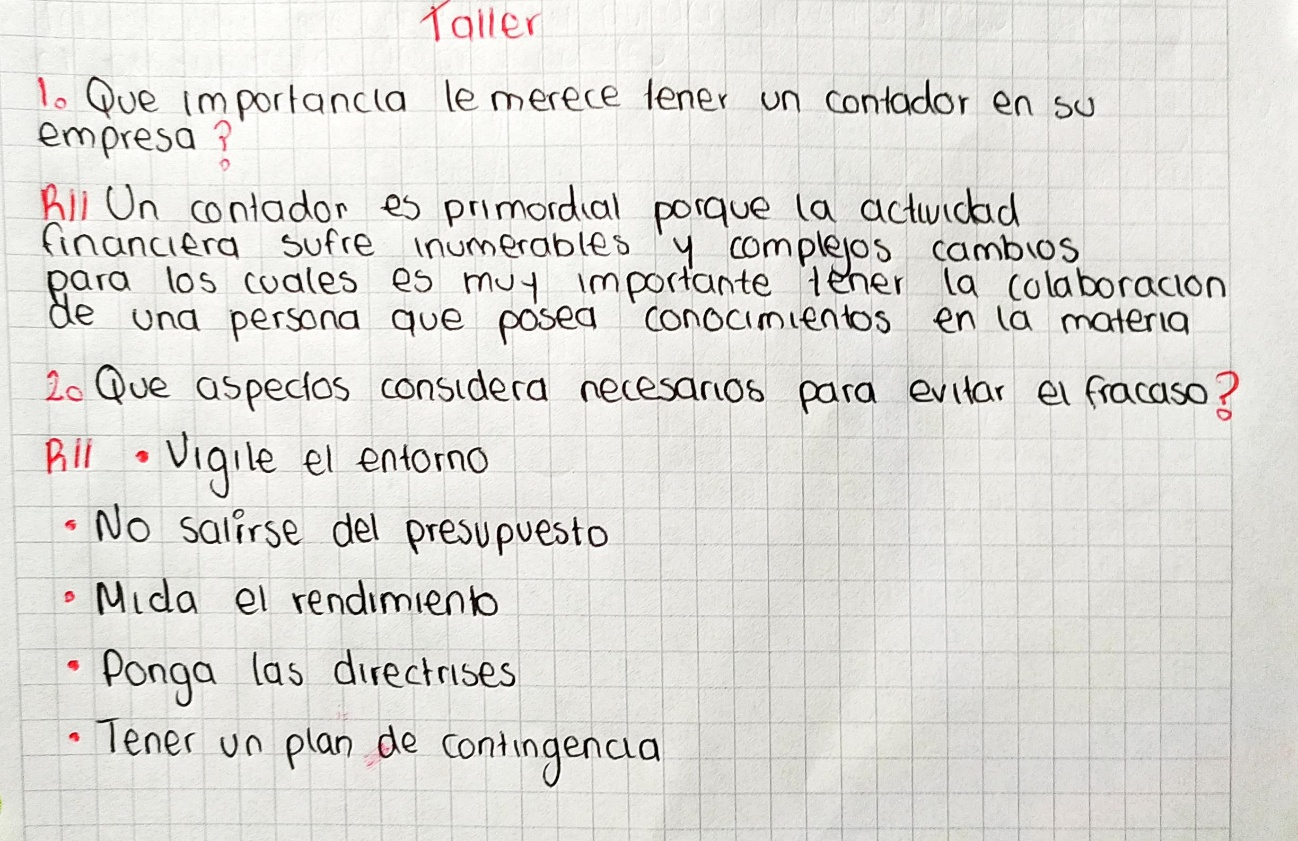 Taller
1. Que importancia le merece tener un contador en su
empresa?
R// Un contador es primordial porque la actividad
financiera sufre inumerables y complejos cambios
para los cuales es muy importante tener la colaboracion
de una persona que posea conocimientos en la materia
2. Que aspectos considera necesarios para evitar el fracaso?
R// • Vigile el entorno
• No salirse del presupuesto
• Mida el rendimiento
• Ponga las directrises
• Tener un plan de contingencia